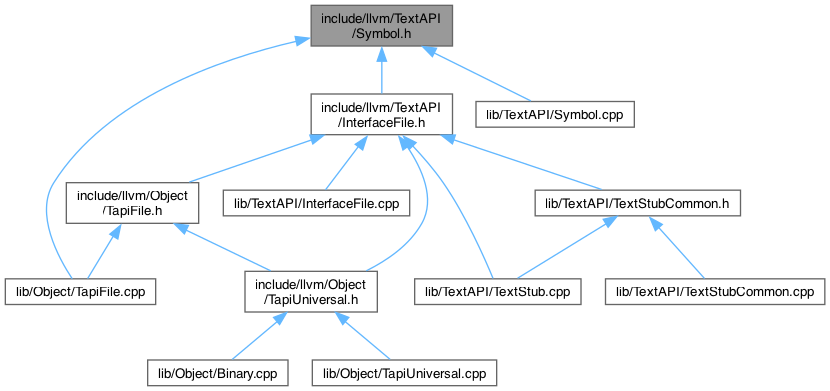 include/llvm/TextAPI
/Symbol.h
include/llvm/TextAPI
/InterfaceFile.h
lib/TextAPI/Symbol.cpp
include/llvm/Object
/TapiFile.h
lib/TextAPI/InterfaceFile.cpp
lib/TextAPI/TextStubCommon.h
lib/Object/TapiFile.cpp
include/llvm/Object
/TapiUniversal.h
lib/TextAPI/TextStub.cpp
lib/TextAPI/TextStubCommon.cpp
lib/Object/Binary.cpp
lib/Object/TapiUniversal.cpp